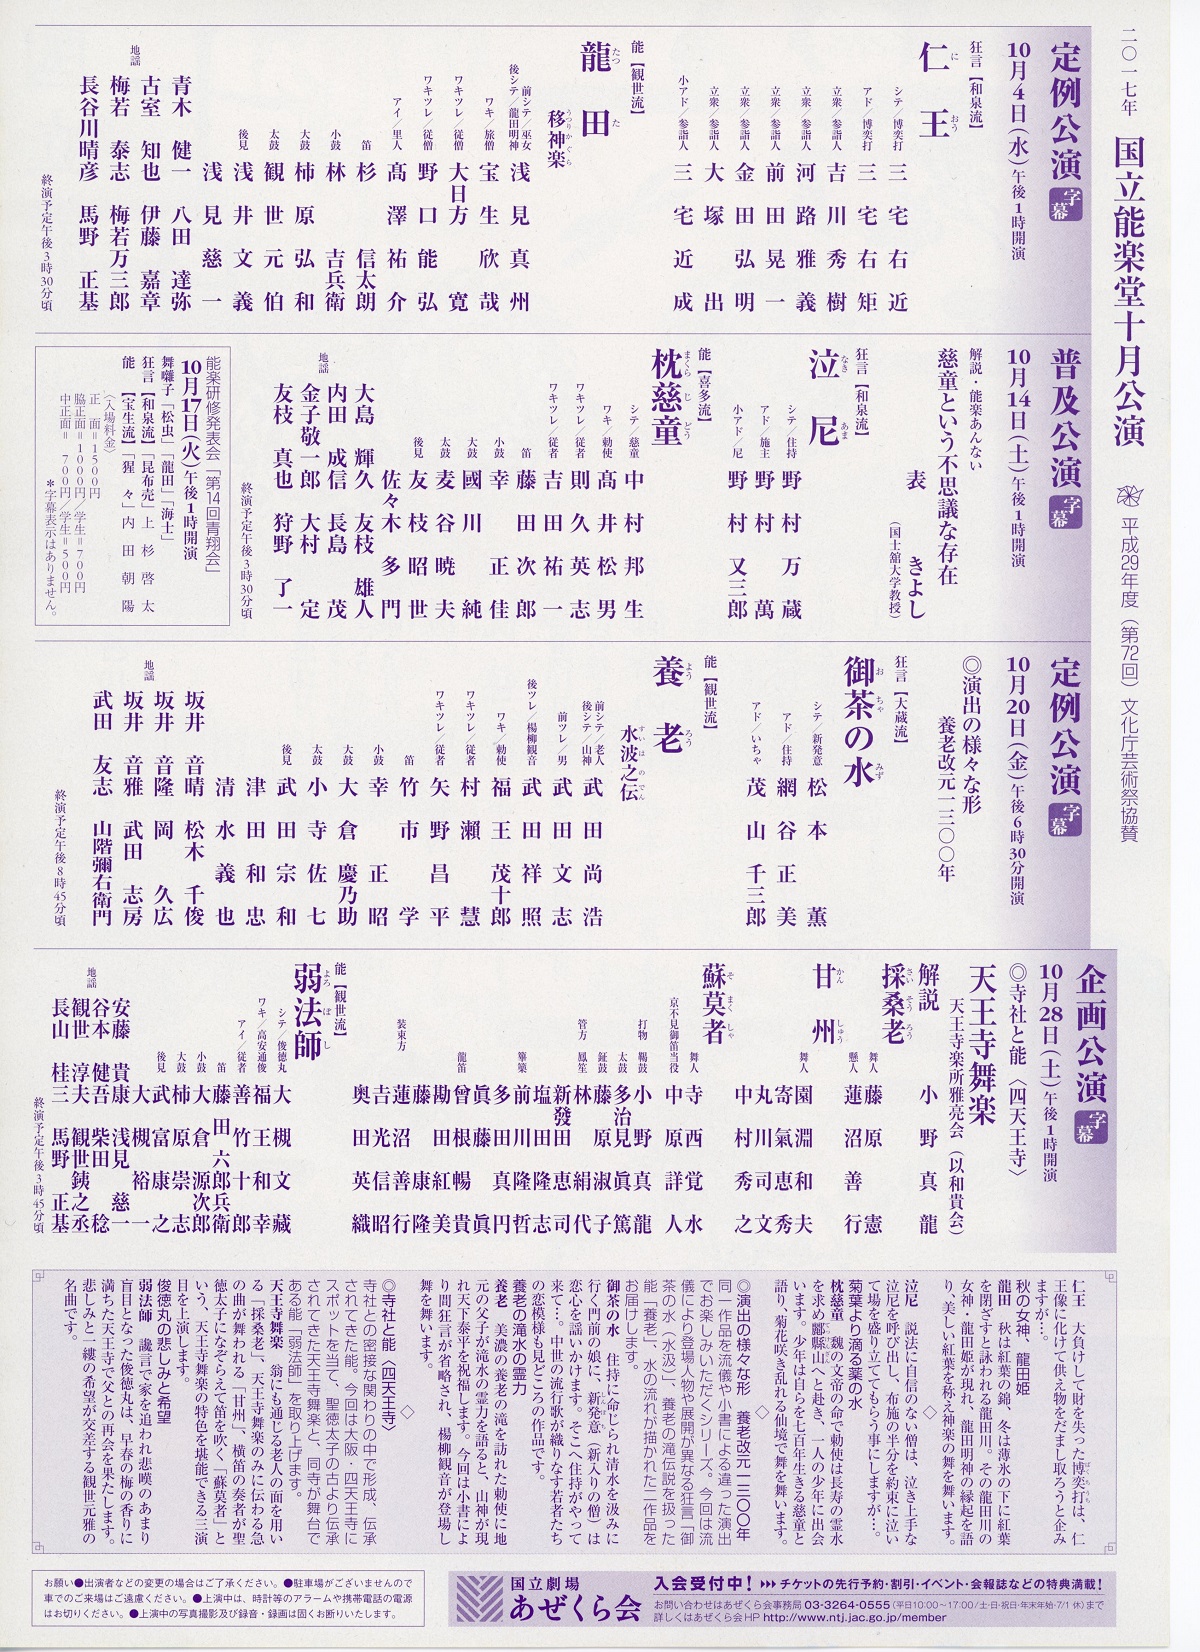 二〇一七年 国立能楽堂十月公演 平成29年度（第72回）文化庁芸術祭協賛
定例公演 字幕
10月4日（水）午後1時開演
狂言【和泉流】
仁王 におう
シテ／博奕打 三宅右近
アド／博奕打 三宅右矩
立衆／参詣人 吉川秀樹
立衆／参詣人 河路雅義
立衆／参詣人 前田晃一
立衆／参詣人 金田弘明
立衆／参詣人 大塚出
小アド／参詣人 三宅近成
能【観世流】
龍田 たつた
移神楽 うつりかぐら
前シテ／巫女
後シテ／龍田明神 浅見真州
ワキ／旅僧 宝生欣哉
ワキツレ／従僧 大日方寛
ワキツレ／従僧 野口能弘
アイ／里人 髙澤祐介
笛 杉信太朗
小鼓 林吉兵衛
大鼓 柿原弘和
太鼓 観世元伯
後見 浅井文義
浅見慈一
地謡
青木健一 八田達弥
古室知也 伊藤嘉章
梅若泰志 梅若万三郎
長谷川晴彦 馬野正基
終演予定午後3時30分頃
普及公演 字幕
10月14日（土）午後1時開演
解説・能楽あんない
慈童という不思議な存在
表きよし
（国士舘大学教授）
狂言【和泉流】
泣尼 なきあま
シテ／住持 野村万蔵
アド／施主 野村萬
小アド／尼 野村又三郎
能【喜多流】
枕慈童 まくらじどう
シテ／慈童 中村邦生
ワキ／勅使 髙井松男
ワキツレ／従者 則久英志
ワキツレ／従者 吉田祐一
笛 藤田次郎
小鼓 幸正佳
大鼓 國川純
太鼓 麦谷暁夫
後見 友枝昭世
佐々木多門
地謡
大島輝久 友枝雄人
内田成信 長島茂
金子敬一郎 大村定
友枝真也 狩野了一
終演予定午後3時30分頃
能楽研修発表会「第14回青翔会」
10月17日（火）午後1時開演
舞囃子「松虫」「龍田」「海士」
狂言【和泉流】「昆布売」上杉啓太
能【宝生流】「猩々」内田朝陽
〈入場料金〉
正面＝1500円
脇正面＝1000円／学生＝700円
中正面＝700円／学生＝500円
＊字幕表示はありません。
定例公演 字幕
10月20日（金）午後6時30分開演
◎演出の様々な形
養老改元一三〇〇年
狂言【大蔵流】
御茶の水 おちゃのみず
シテ／新発意 松本薫
アド／住持 網谷正美
アド／いちゃ 茂山千三郎
能【観世流】
養老 ようろう
水波之伝 すいはのでん
前シテ／老人
後シテ／山神 武田尚浩
前ツレ／男 武田文志
後ツレ／楊柳観音 武田祥照
ワキ／勅使 福王茂十郎
ワキツレ／従者 村瀬慧
ワキツレ／従者 矢野昌平
笛 竹市学
小鼓 幸正昭
大鼓 大倉慶乃助
太鼓 小寺佐七
後見 武田宗和
津田和忠
清水義也
地謡
坂井音晴 松木千俊
坂井音隆 岡久広
坂井音雅 武田志房
武田友志 山階彌右衛門
終演予定午後8時45分頃
企画公演 字幕
10月28日（土）午後1時開演
◎寺社と能〈四天王寺〉
天王寺舞楽
天王寺楽所雅亮会（以和貴会）
解説 小野真龍
採桑老 さいそうろう
舞人 藤原憲
懸人 蓮沼善行
甘州 かんしゅう
舞人 園淵和夫
寄氣恵秀
丸川司文
中村秀之
蘇莫者 そまくしゃ
舞人 寺西覚水
京不見御笛当役 中原詳人
打物 鞨鼓 小野真龍
太鼓 多治見眞篤
鉦鼓 藤原淑子
管方 鳳笙 林絹代
新發田恵司
塩田隆志
篳篥 前川隆哲
多田真円
眞藤眞
龍笛 曽根暢貴
勘田紅美
藤原康隆
装束方 蓮沼善行
吉光信昭
奥田英織
能【観世流】
弱法師 よろぼし
シテ／俊徳丸 大槻文藏
ワキ／高安通俊 福王和幸
アイ／従者 善竹十郎
笛 藤田六郎兵衛
小鼓 大倉源次郎
大鼓 柿原崇志
後見 武富康之
大槻裕一
地謡
安藤貴康 浅見慈一
谷本健吾 柴田稔
観世淳夫 観世銕之丞
長山桂三 馬野正基
終演予定午後3時45分頃
仁王 大負けして財を失った博奕打は、仁
王像に化けて供え物をだまし取ろうと企み
ますが…。
秋の女神、龍田姫
龍田 秋は紅葉の錦、冬は薄氷の下に紅葉
を閉ざすと詠われる龍田川。その龍田川の
女神・龍田姫が現れ、龍田明神の縁起を語
り、美しい紅葉を称え神楽の舞を舞います。
◇
泣尼 説法に自信のない僧は、泣き上手な
泣尼を呼び出し、布施の半分を約束に泣い
て場を盛り立ててもらう事にしますが…。
菊葉より滴る薬の水
枕慈童 魏の文帝の命で勅使は長寿の霊水
を求め酈縣山へと赴き、一人の少年に出会
います。少年は自らを七百年生きる慈童と
語り、菊花咲き乱れる仙境で舞を舞います。
◇
◎演出の様々な形 養老改元一三〇〇年
同一作品を流儀や小書による違った演出
でお楽しみいただくシリーズ。今回は流
儀により登場人物や展開が異なる狂言「御
茶の水（水汲）」、養老の滝伝説を扱った
能「養老」、水の流れが描かれた二作品を
お届けします。
御茶の水 住持に命じられ清水を汲みに
行く門前の娘に、新発意（新入りの僧）は
恋心を謡いかけます。そこへ住持がやって
来て…。中世の流行歌が織りなす若者たち
の恋模様も見どころの作品です。
養老の滝水の霊力
養老 美濃の養老の滝を訪れた勅使に地
元の父子が滝水の霊力を語ると、山神が現
れ天下泰平を祝福します。今回は小書によ
り間狂言が省略され、楊柳観音が登場し
舞を舞います。
◇
◎寺社と能〈四天王寺〉
寺社との密接な関わりの中で形成、伝承
されてきた能。今回は大阪・四天王寺に
スポットを当て、聖徳太子の古より伝承
されてきた天王寺舞楽と、同寺が舞台で
ある能「弱法師」を取り上げます。
天王寺舞楽 翁にも通じる老人の面を用い
る「採桑老」、天王寺舞楽のみに伝わる急
の曲が舞われる「甘州」、横笛の奏者が聖
徳太子になぞらえて笛を吹く「蘇莫者」と
いう、天王寺舞楽の特色を堪能できる三演
目を上演します。
俊徳丸の悲しみと希望
弱法師 讒言で家を追われ悲嘆のあまり
盲目となった俊徳丸は、早春の梅の香りに
満ちた天王寺で父との再会を果たします。
悲しみと一縷の希望が交差する観世元雅の
名曲です。
お願い●出演者などの変更の場合はご了承ください。●駐車場がございませんので
車でのご来場はご遠慮ください。●上演中は、時計等のアラームや携帯電話の電源
はお切りください。●上演中の写真撮影及び録音・録画は固くお断りいたします。
国立劇場
あぜくら会
入会受付中！ チケットの先行予約・割引・イベント・会報誌などの特典満載！
お問い合わせはあぜくら会事務局 03-3264-0555（平日10:00〜17:00/土・日・祝日・年末年始・7/1 休）まで
詳しくはあぜくら会HP http://www.ntj.jac.go.jp/member